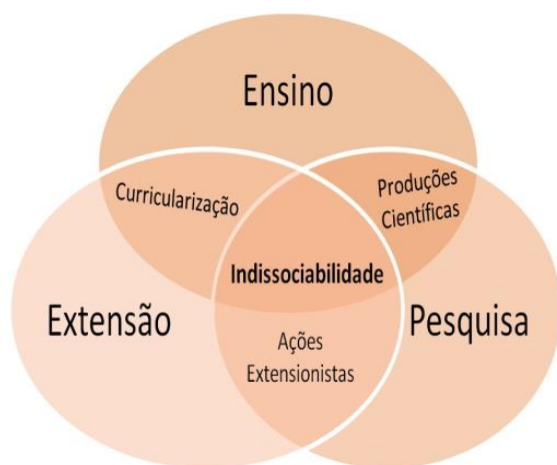 Ensino
Curricularização
Produções
Científicas
Indissociabilidade
Extensão
Pesquisa
Ações
Extensionistas